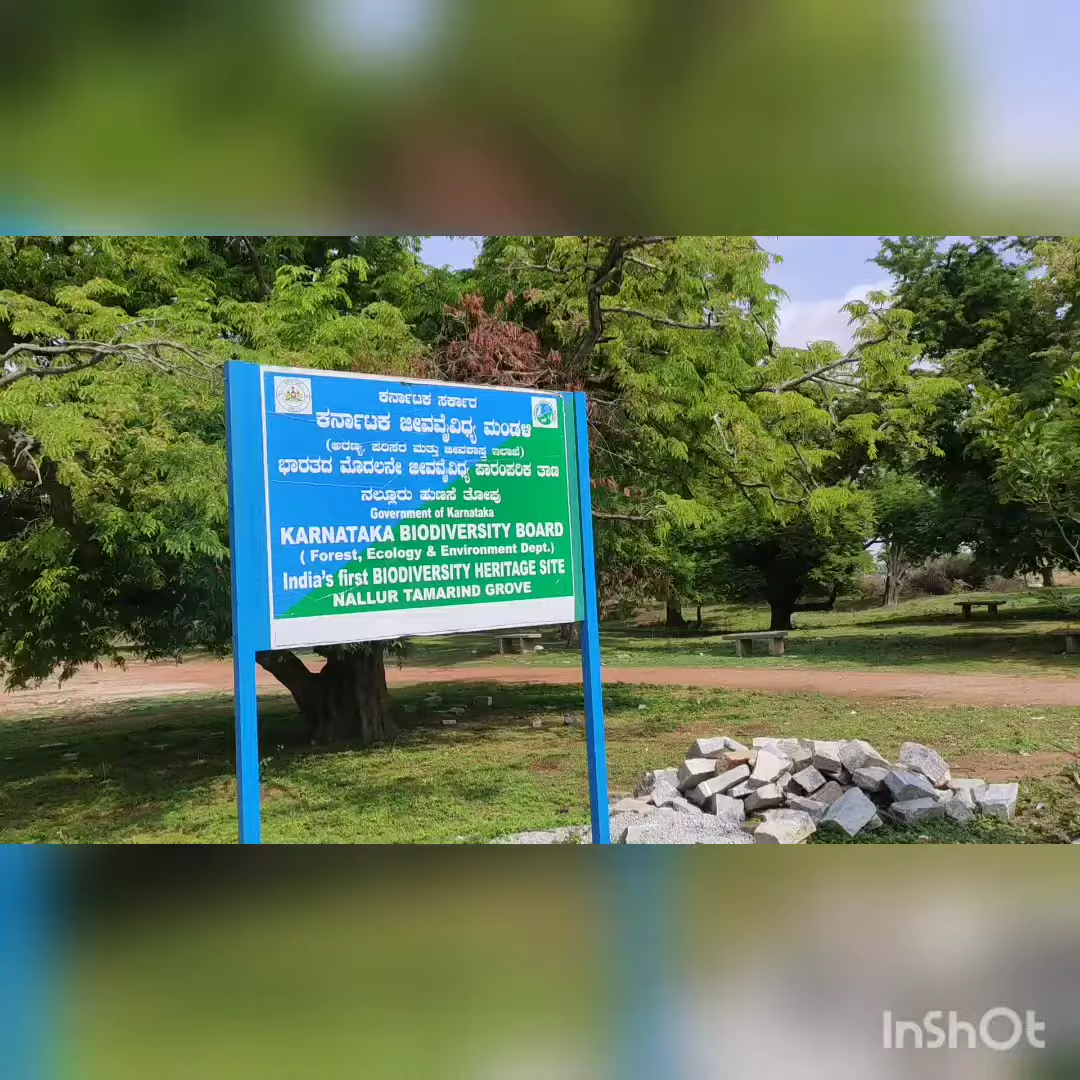 ಕರ್ನಾಟಕ ಸರ್ಕಾರ
ಕರ್ನಾಟಕ ಜೀವವೈವಿಧ್ಯ ಮಂಡಳಿ
(ಅರಣ್ಯ, ಪರಿಸರ ಮತ್ತು ಜೀವಶಾಸ್ತ್ರ ಇಲಾಖೆ)
ಭಾರತದ ಮೊದಲನೇ ಜೀವವೈವಿಧ್ಯ ಪಾರಂಪರಿಕ ತಾಣ
ನಲ್ಲೂರು ಹುಣಸೆ ತೋಪು
Government of Karnataka
KARNATAKA BIODIVERSITY BOARD
( Forest, Ecology & Environment Dept.)
India's first BIODIVERSITY HERITAGE SITE
NALLUR TAMARIND GROVE
InShOt